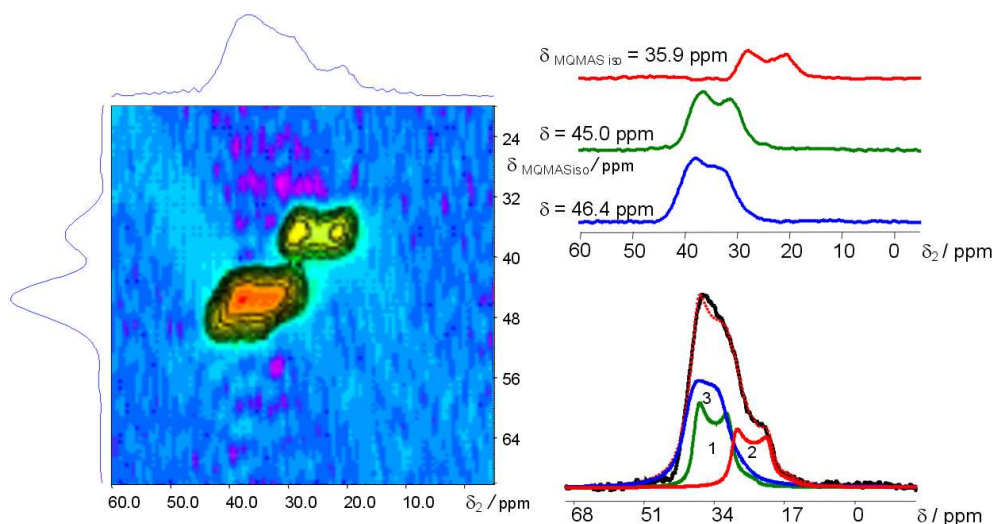 24
δ MQMASiso / ppm
32
40
48
56
64
60.0 50.0 40.0 30.0 20.0 10.0 δ2 / ppm
δ MQMAS iso = 35.9 ppm
δ = 45.0 ppm
δ = 46.4 ppm
60 50 40 30 20 10 0 δ2 / ppm
3
1
2
68 51 34 17 0 δ / ppm